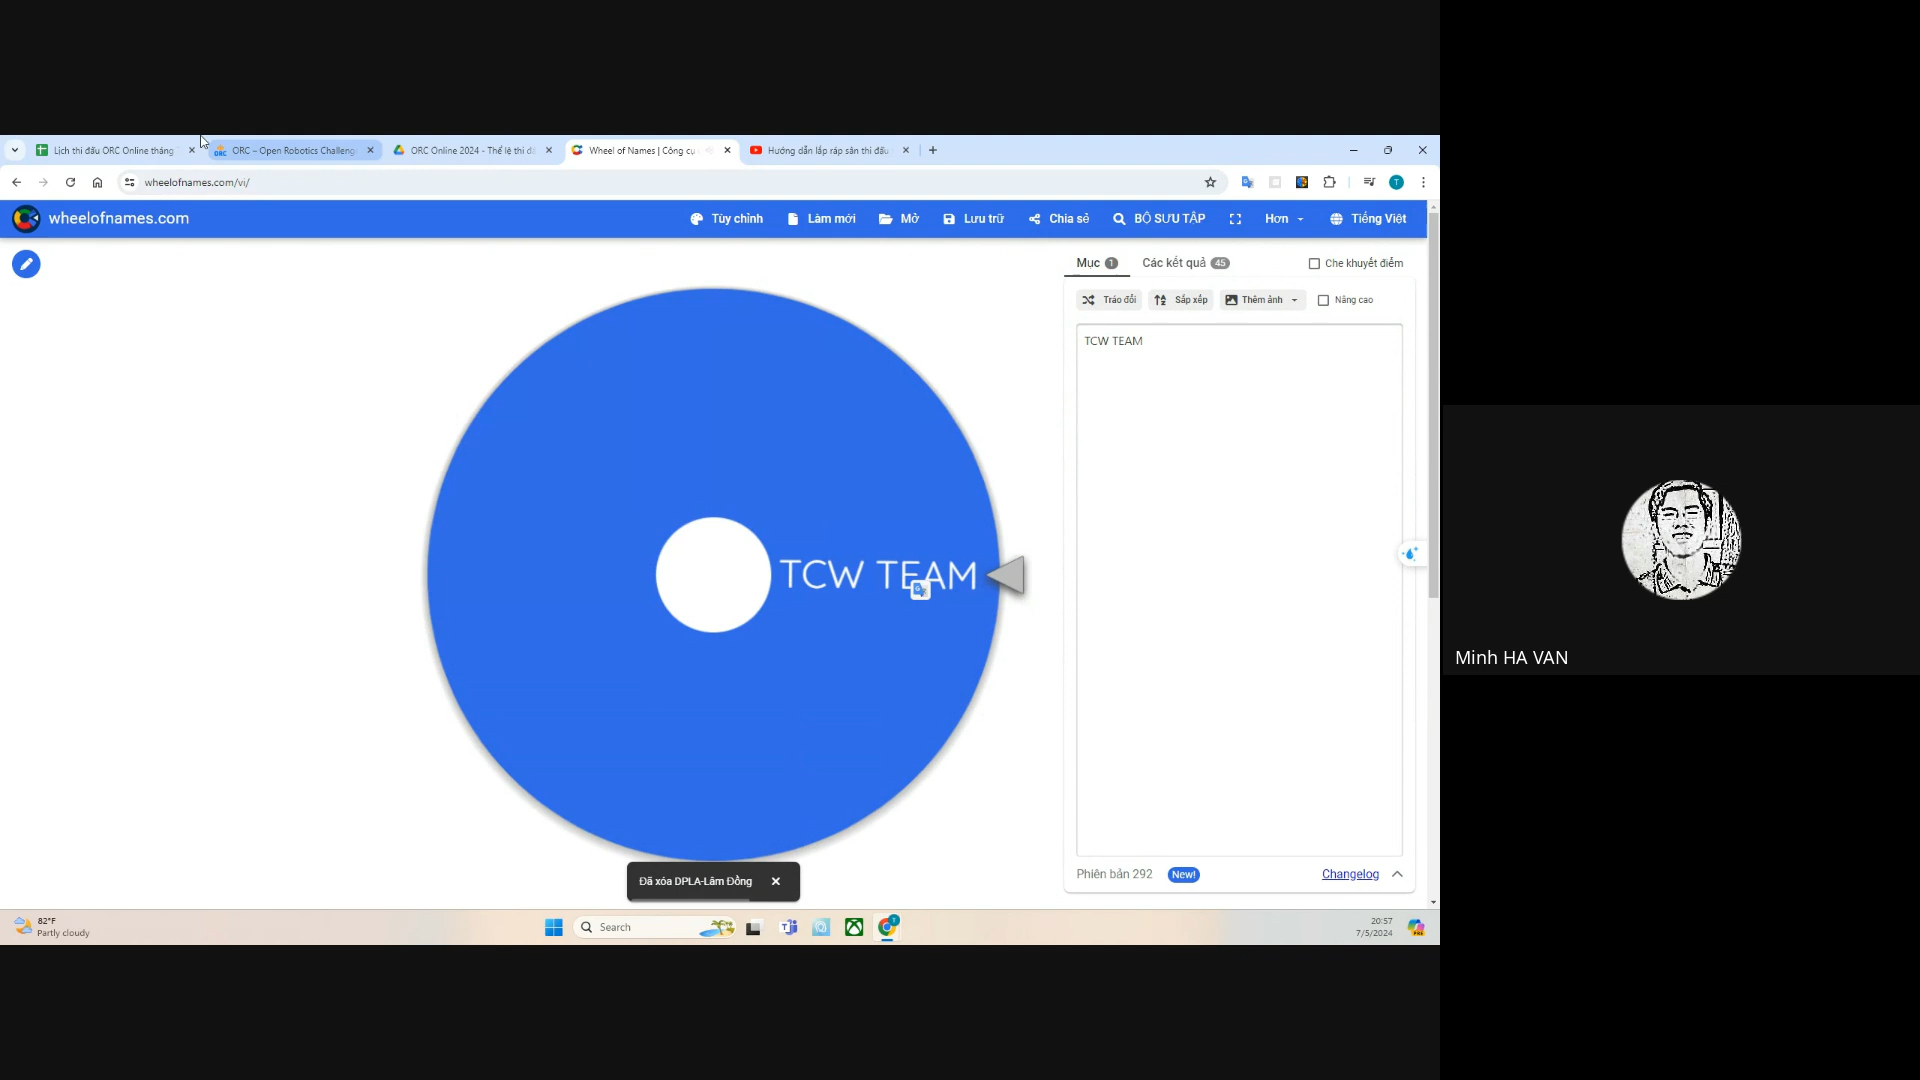 Lịch thi đấu ORC Online tháng
ORC – Open Robotics Challeng
ORC Online 2024 - Thể lệ thi đấ
Wheel of Names | Công cụ
Hướng dẫn lắp ráp sân thi đấu
wheelofnames.com/vi/
T
wheelofnames.com
Tùy chỉnh
Làm mới
Mở
Lưu trữ
Chia sẻ
BỘ SƯU TẬP
Hơn
Tiếng Việt
Mục 1
Các kết quả 45
Che khuyết điểm
Tráo đổi
Sắp xếp
Thêm ảnh
Nâng cao
TCW TEAM
TCW TEAM
Minh HA VAN
Phiên bản 292
New!
Changelog
Đã xóa DPLA-Lâm Đồng
82°F
Partly cloudy
Search
20:57
7/5/2024